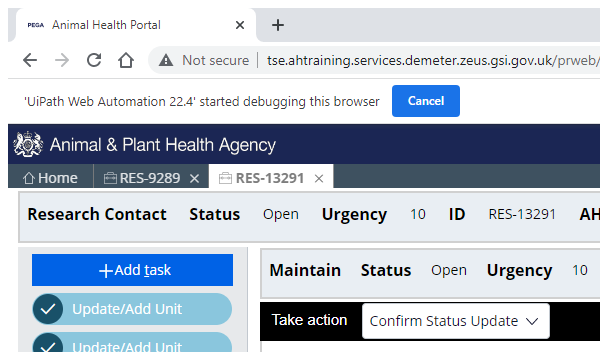 PEGA Animal Health Portal
Not secure tse.ahtraining.services.demeter.zeus.gsi.gov.uk/prweb/
'UiPath Web Automation 22.4' started debugging this browser Cancel
Animal & Plant Health Agency
Home RES-9289 RES-13291
Research Contact Status Open Urgency 10 ID RES-13291 AH
Add task
Maintain Status Open Urgency 10
Update/Add Unit
Take action Confirm Status Update
Update/Add Unit